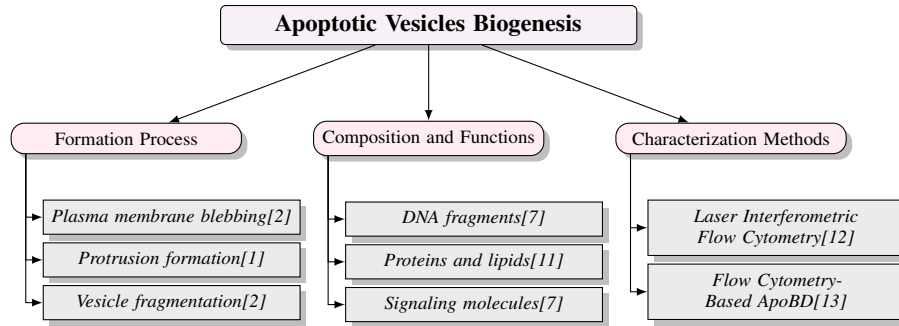 Apoptotic Vesicles Biogenesis
Formation Process
Plasma membrane blebbing[2]
Protrusion formation[1]
Vesicle fragmentation[2]
Composition and Functions
DNA fragments[7]
Proteins and lipids[11]
Signaling molecules[7]
Characterization Methods
Laser Interferometric
Flow Cytometry[12]
Flow Cytometry-
Based ApoBD[13]